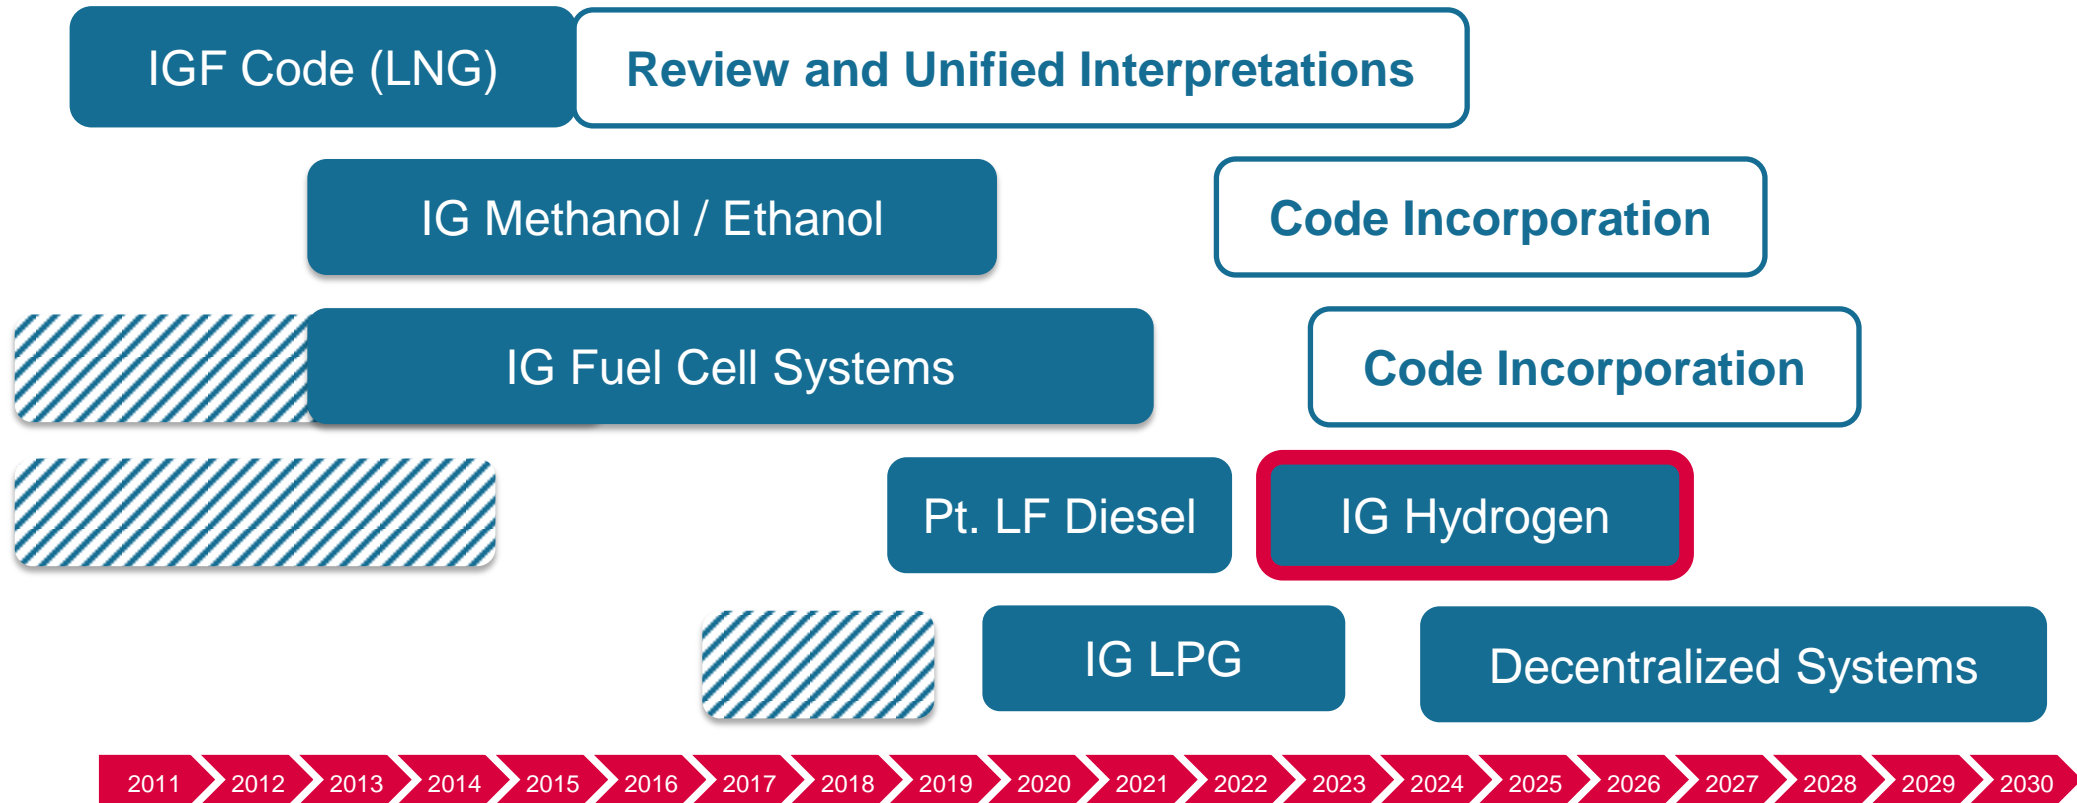 IGF Code (LNG)
Review and Unified Interpretations
IG Methanol / Ethanol
Code Incorporation
IG Fuel Cell Systems
Code Incorporation
Pt. LF Diesel
IG Hydrogen
IG LPG
Decentralized Systems
2011 2012 2013 2014 2015 2016 2017 2018 2019 2020 2021 2022 2023 2024 2025 2026 2027 2028 2029 2030